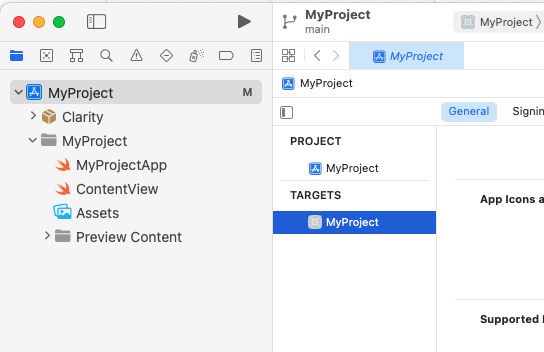 MyProject
main
MyProject
MyProject
MyProject M
MyProject
Clarity
General
MyProject
PROJECT
MyProjectApp
MyProject
ContentView
TARGETS
Assets
MyProject
Preview Content
App Icons a
Supported